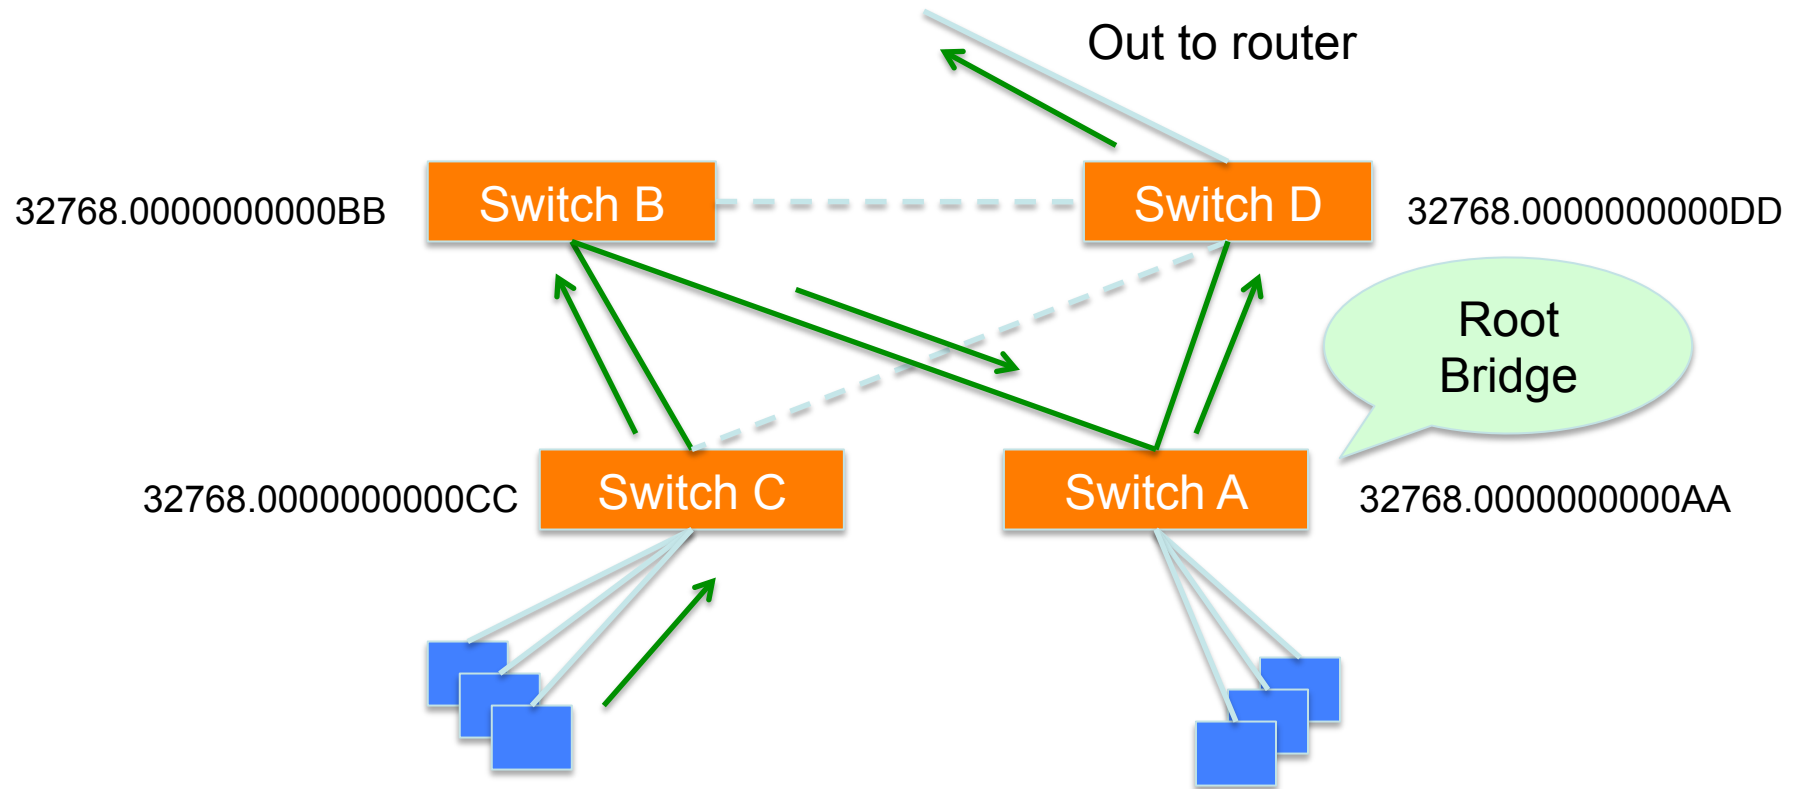 Out to router
32768.0000000000BB
Switch B
Switch D
32768.0000000000DD
Root
Bridge
32768.0000000000CC
Switch C
Switch A
32768.0000000000AA